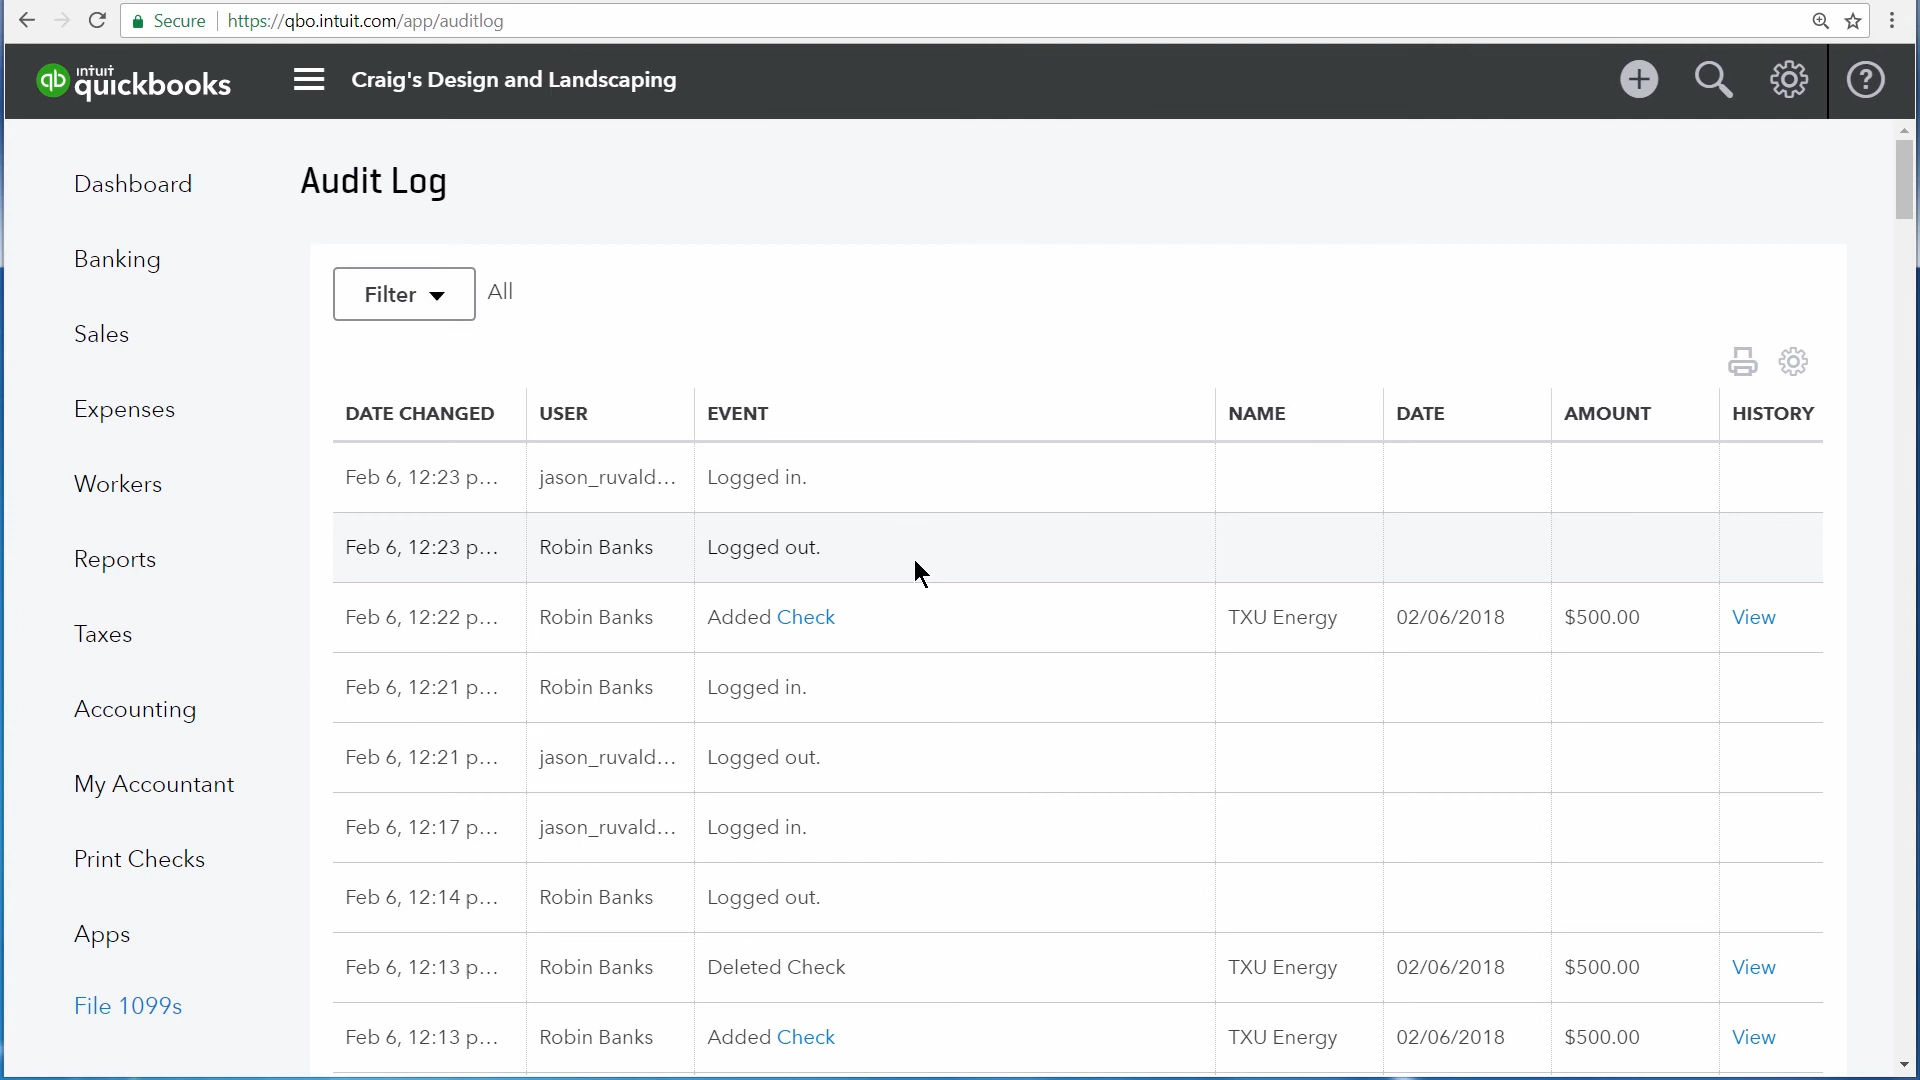 Secure https://qbo.intuit.com/app/auditlog
qb intuit quickbooks Craig's Design and Landscaping
Dashboard
Banking
Sales
Expenses
Workers
Reports
Taxes
Accounting
My Accountant
Print Checks
Apps
File 1099s
Audit Log
Filter All
DATE CHANGED USER EVENT NAME DATE AMOUNT HISTORY
Feb 6, 12:23 p... jason_ruvald... Logged in.
Feb 6, 12:23 p... Robin Banks Logged out.
Feb 6, 12:22 p... Robin Banks Added Check TXU Energy 02/06/2018 $500.00 View
Feb 6, 12:21 p... Robin Banks Logged in.
Feb 6, 12:21 p... jason_ruvald... Logged out.
Feb 6, 12:17 p... jason_ruvald... Logged in.
Feb 6, 12:14 p... Robin Banks Logged out.
Feb 6, 12:13 p... Robin Banks Deleted Check TXU Energy 02/06/2018 $500.00 View
Feb 6, 12:13 p... Robin Banks Added Check TXU Energy 02/06/2018 $500.00 View